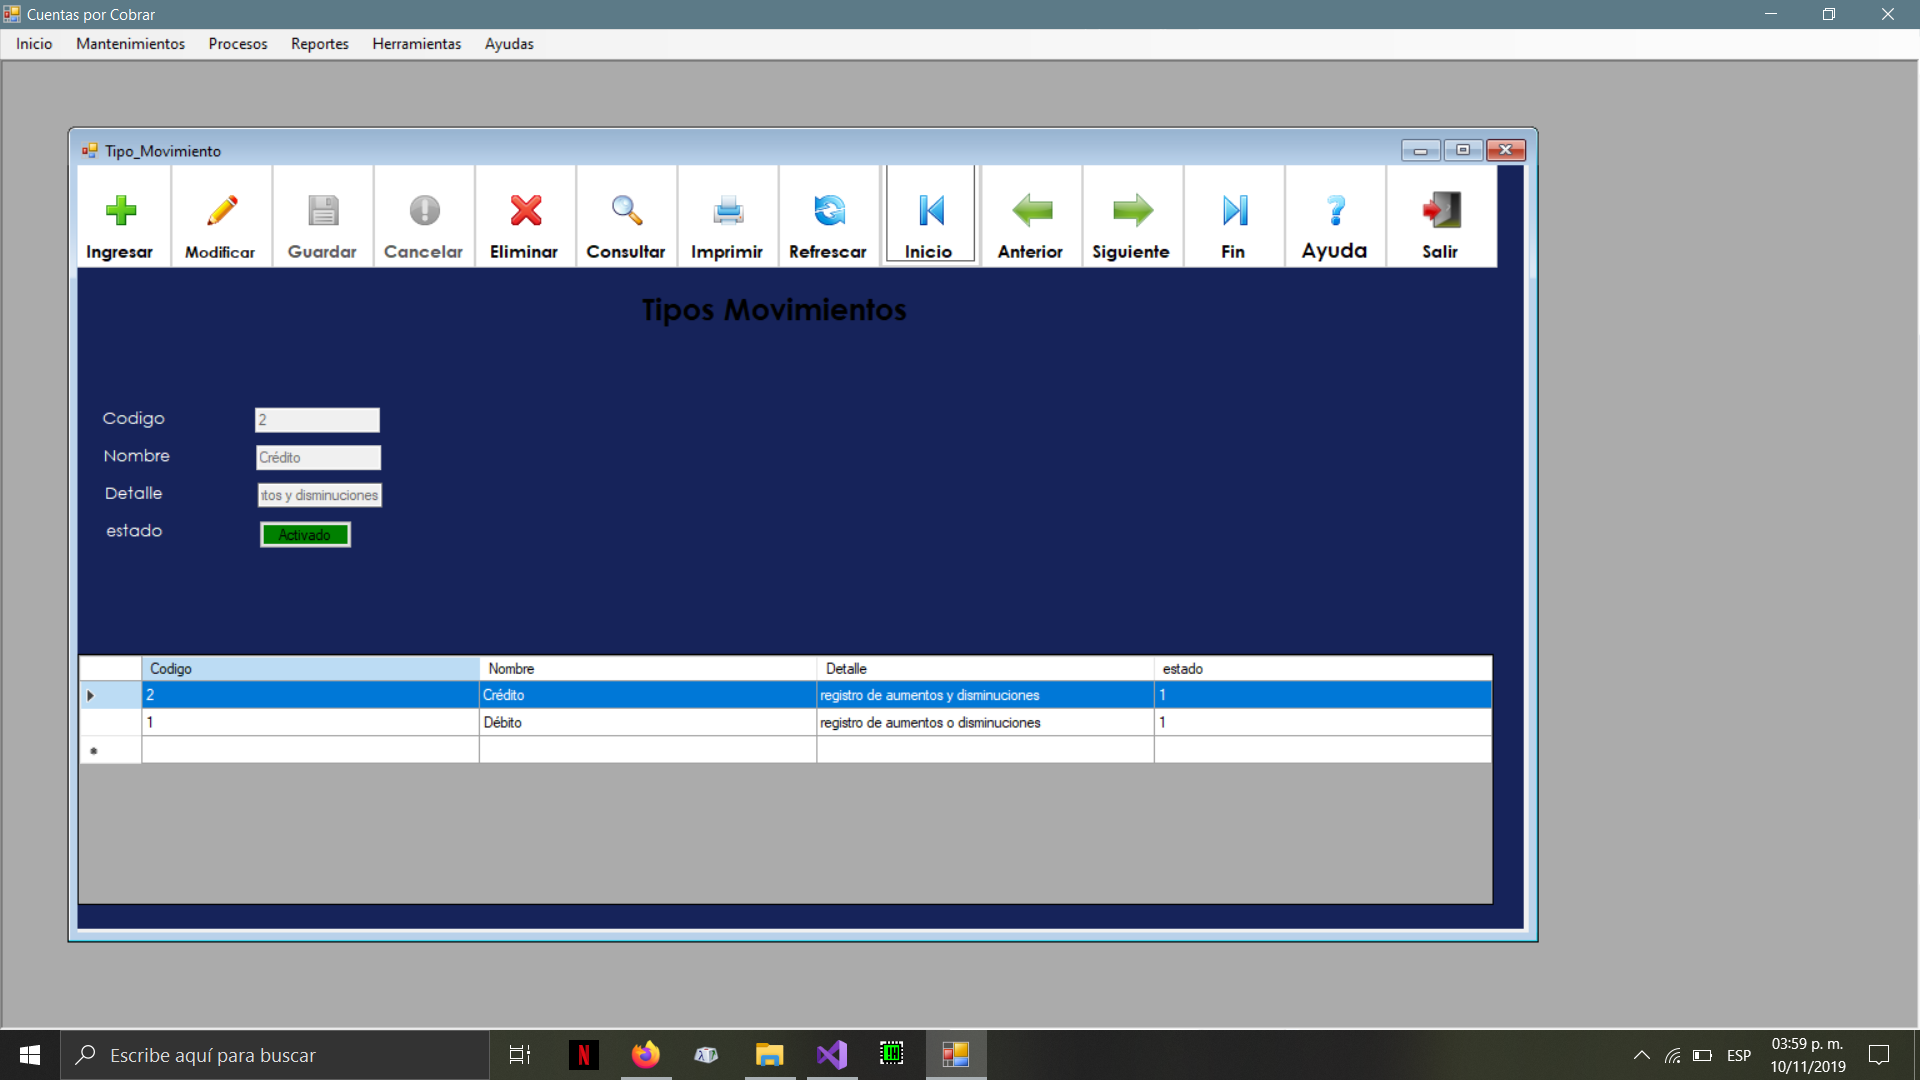 Cuentas por Cobrar
Inicio Mantenimientos Procesos Reportes Herramientas Ayudas
Tipo_Movimiento
Ingresar Modificar Guardar Cancelar Eliminar Consultar Imprimir Refrescar Inicio Anterior Siguiente Fin Ayuda Salir
Tipos Movimientos
Codigo 2
Nombre Crédito
Detalle ntos y disminuciones
estado Activado
Codigo Nombre Detalle estado
2 Crédito registro de aumentos y disminuciones 1
1 Débito registro de aumentos o disminuciones 1
Escribe aquí para buscar
N
ESP
03:59 p. m.
10/11/2019